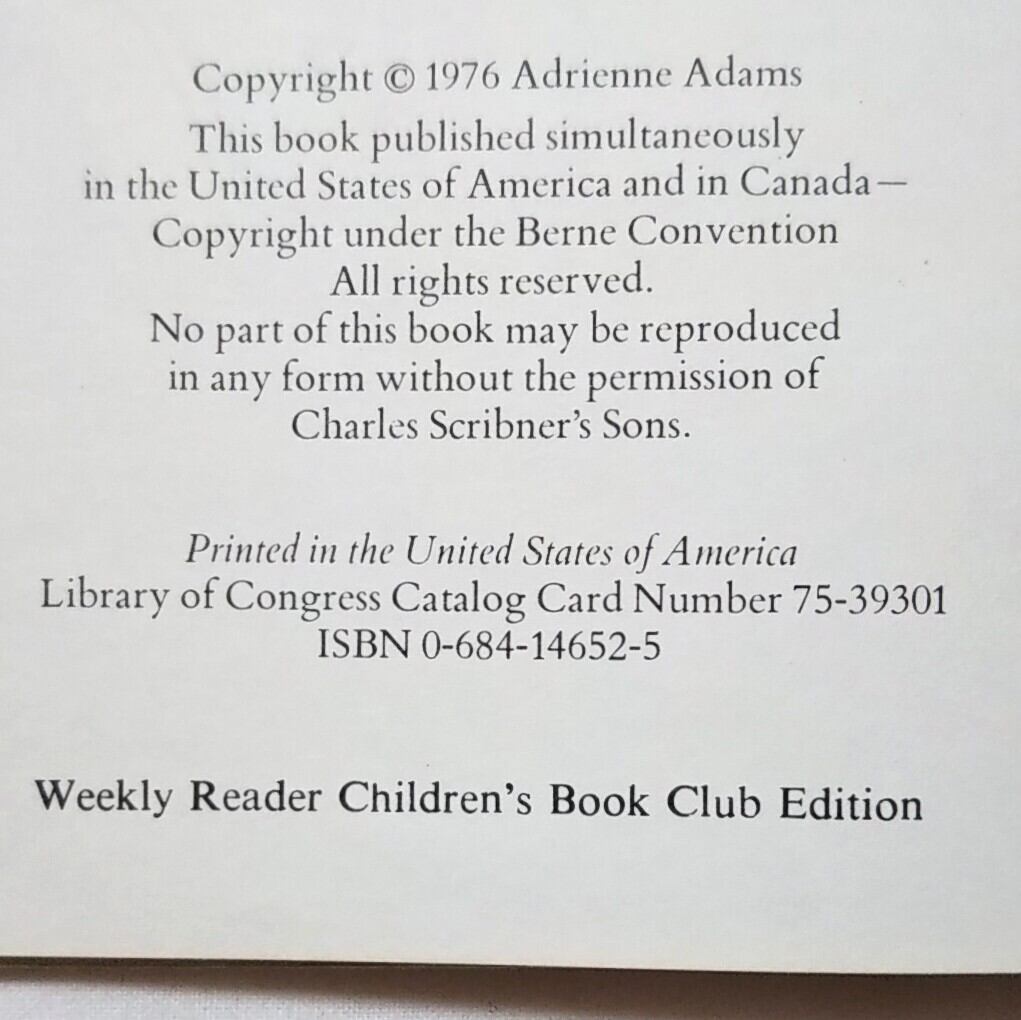 Copyright © 1976 Adrienne Adams
This book published simultaneously
in the United States of America and in Canada—
Copyright under the Berne Convention
All rights reserved.
No part of this book may be reproduced
in any form without the permission of
Charles Scribner's Sons.
Printed in the United States of America
Library of Congress Catalog Card Number 75-39301
ISBN 0-684-14652-5
Weekly Reader Children's Book Club Edition